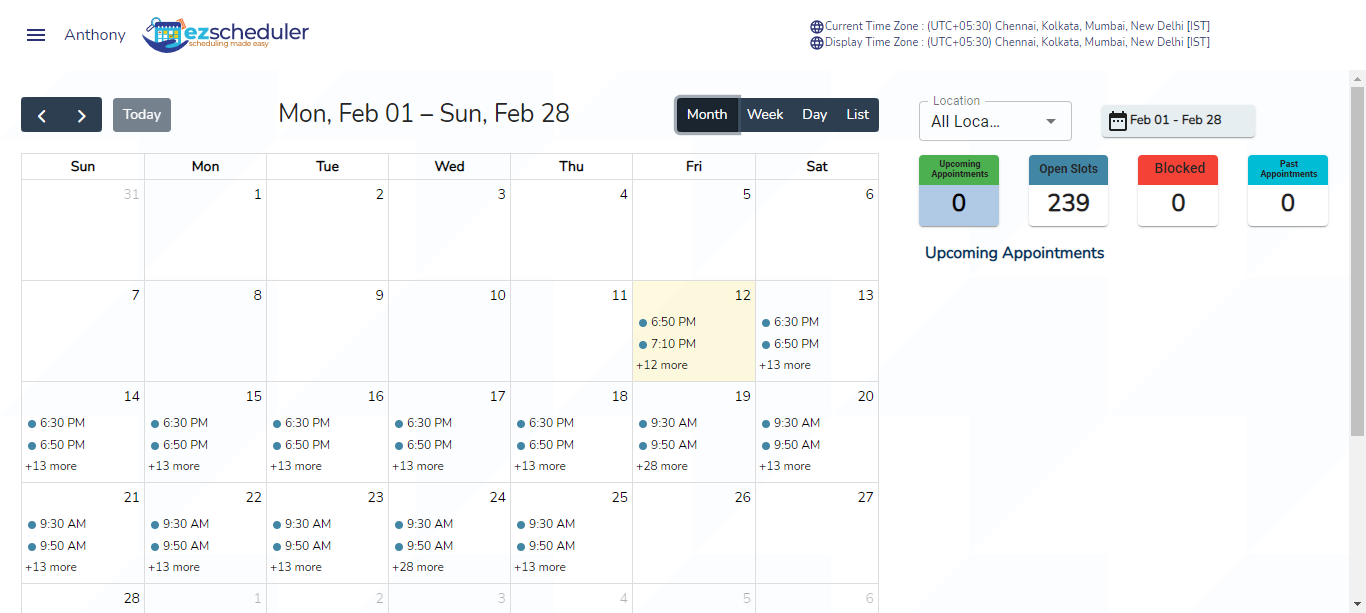 Anthony
ezscheduler
scheduling made easy
Current Time Zone : (UTC+05:30) Chennai, Kolkata, Mumbai, New Delhi [IST]
Display Time Zone : (UTC+05:30) Chennai, Kolkata, Mumbai, New Delhi [IST]
Today
Mon, Feb 01 – Sun, Feb 28
Month Week Day List
Location
All Loca...
Feb 01 - Feb 28
Upcoming Appointments
0
Open Slots
239
Blocked
0
Past Appointments
0
Upcoming Appointments
Sun Mon Tue Wed Thu Fri Sat
31 1 2 3 4 5 6
7 8 9 10 11 12 13
6:50 PM 6:30 PM
7:10 PM 6:50 PM
+12 more +13 more
14 15 16 17 18 19 20
6:30 PM 6:30 PM 6:30 PM 6:30 PM 6:30 PM 9:30 AM 9:30 AM
6:50 PM 6:50 PM 6:50 PM 6:50 PM 6:50 PM 9:50 AM 9:50 AM
+13 more +13 more +13 more +13 more +13 more +28 more +13 more
21 22 23 24 25 26 27
9:30 AM 9:30 AM 9:30 AM 9:30 AM 9:30 AM
9:50 AM 9:50 AM 9:50 AM 9:50 AM 9:50 AM
+13 more +13 more +13 more +28 more +13 more
28 1 2 3 4 5 6